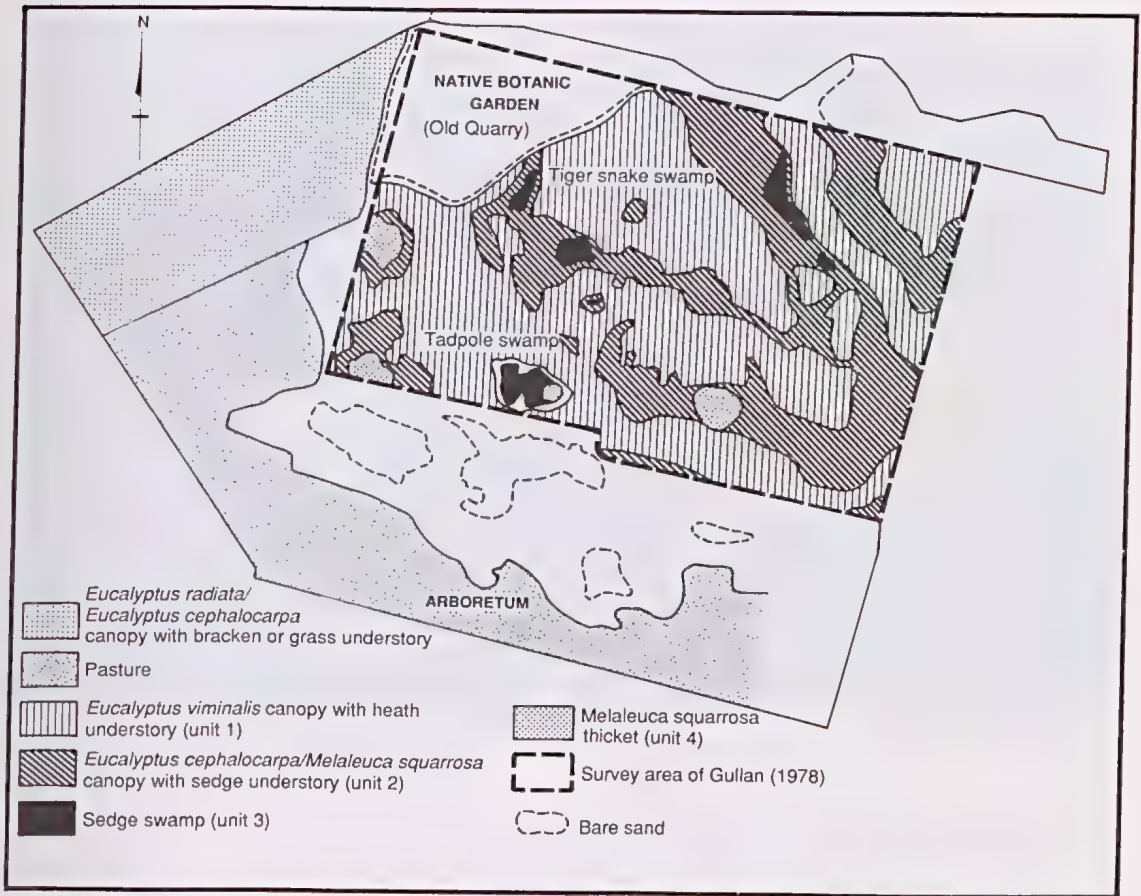 N
NATIVE BOTANIC
GARDEN
(Old Quarry)
Tiger snake swamp
Tadpole swamp
ARBORETUM
Eucalyptus radiata/
Eucalyptus cephalocarpa
canopy with bracken or grass understory
Pasture
Eucalyptus viminalis canopy with heath
understory (unit 1)
Eucalyptus cephalocarpa/Melaleuca squarrosa
canopy with sedge understory (unit 2)
Sedge swamp (unit 3)
Melaleuca squarrosa
thicket (unit 4)
Survey area of Gullan (1978)
Bare sand